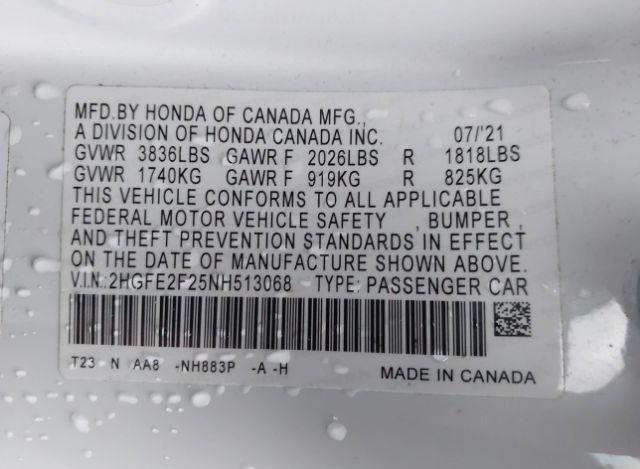 MFD.BY HONDA OF CANADA MFG.,
A DIVISION OF HONDA CANADA INC. 07/'21
GVWR 3836LBS GAWR F 2026LBS R 1818LBS
GVWR 1740KG GAWR F 919KG R 825KG
THIS VEHICLE CONFORMS TO ALL APPLICABLE
FEDERAL MOTOR VEHICLE SAFETY , BUMPER ,
AND THEFT PREVENTION STANDARDS IN EFFECT
ON THE DATE OF MANUFACTURE SHOWN ABOVE.
V.I.N.:2HGFE2F25NH513068 TYPE: PASSENGER CAR
T23 N AA8 -NH883P -A -H
MADE IN CANADA